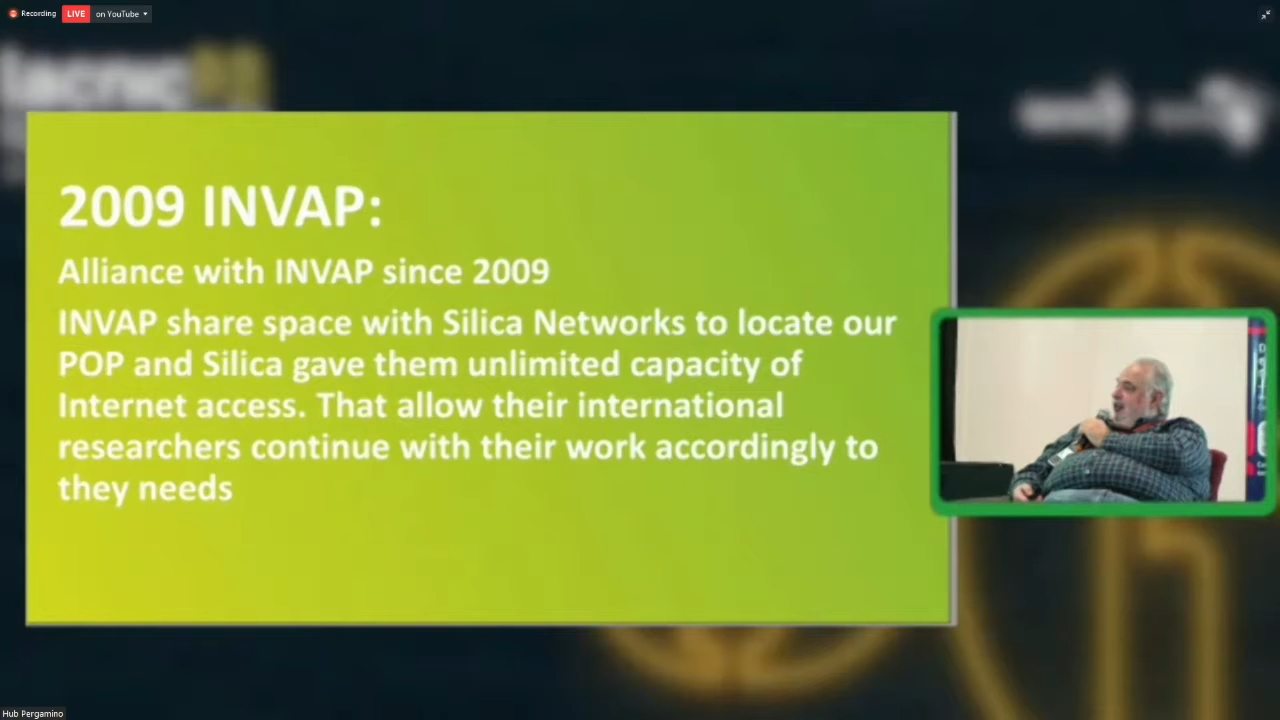 Recording LIVE on YouTube
2009 INVAP:
Alliance with INVAP since 2009
INVAP share space with Silica Networks to locate our
POP and Silica gave them unlimited capacity of
Internet access. That allow their international
researchers continue with their work accordingly to
they needs
Hub Pergamino